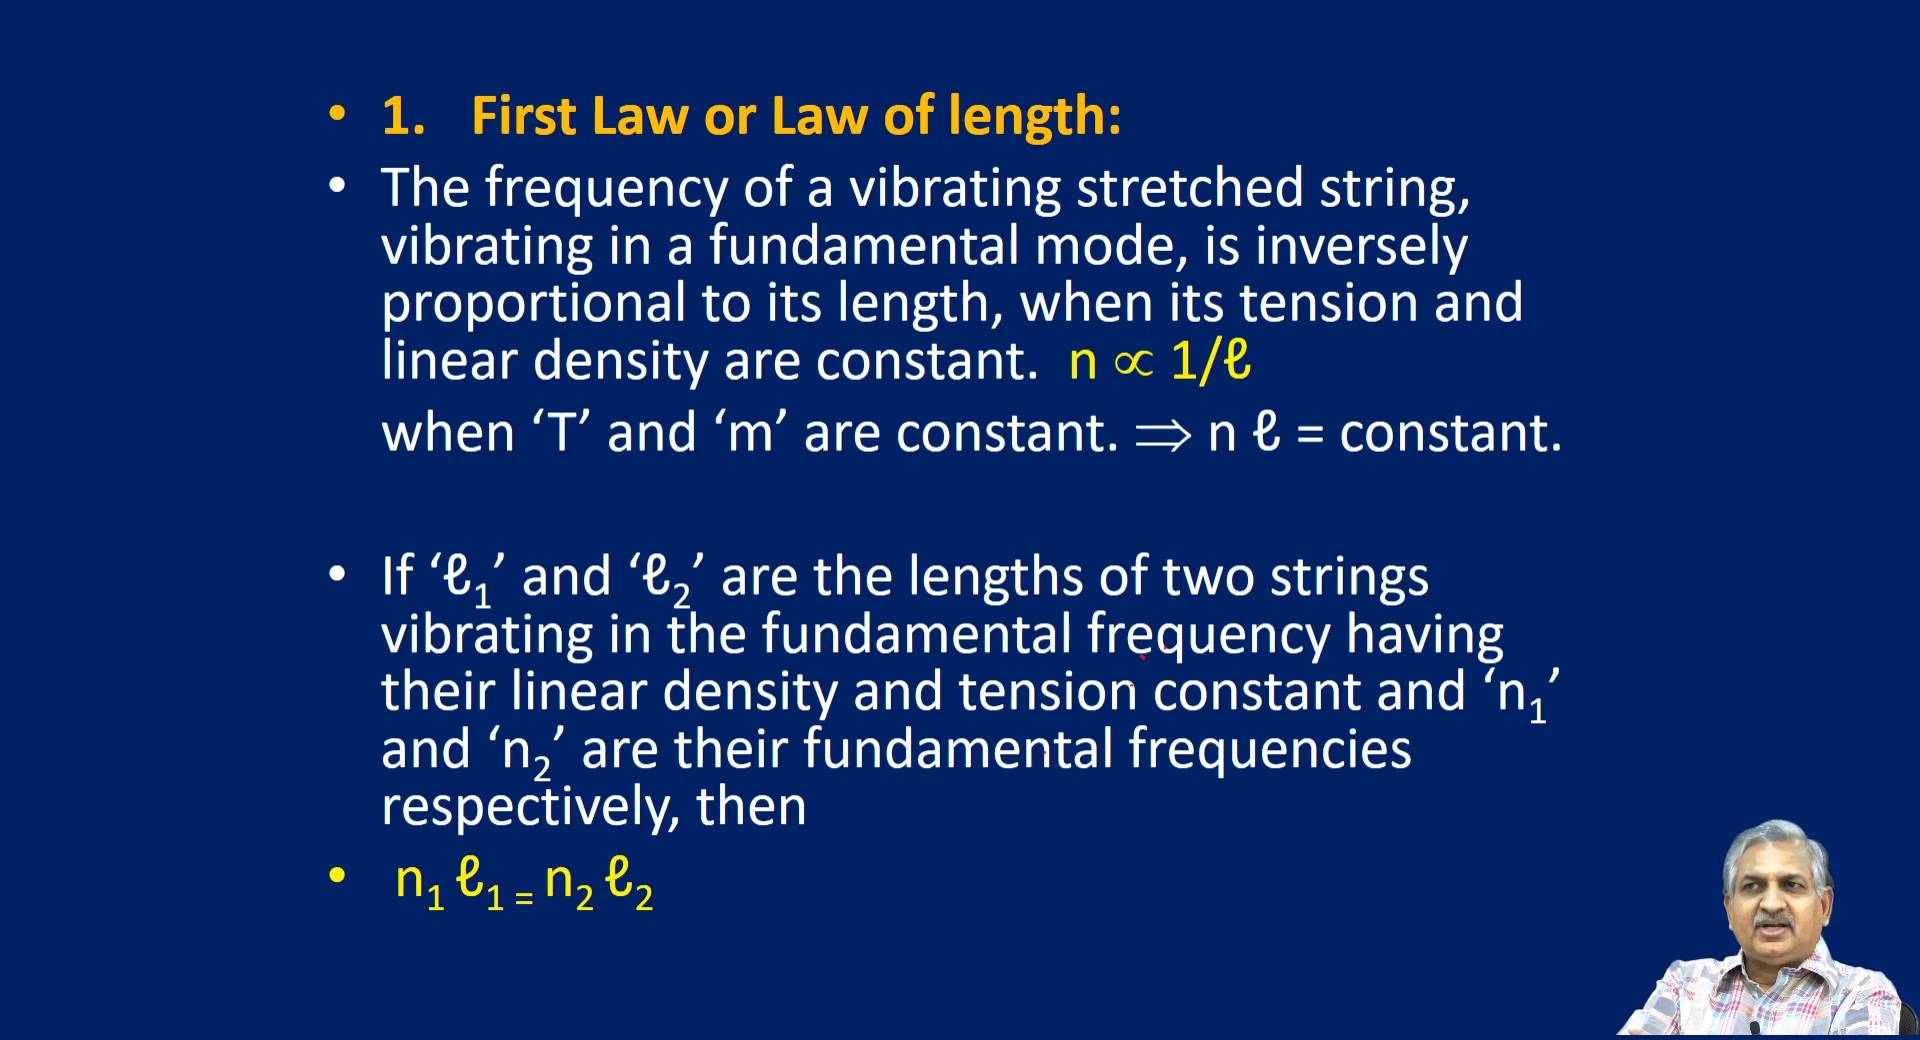 • 1. First Law or Law of length:
• The frequency of a vibrating stretched string,
vibrating in a fundamental mode, is inversely
proportional to its length, when its tension and
linear density are constant. n ∝ 1/ℓ
when ‘T’ and ‘m’ are constant. ⟹ n ℓ = constant.
• If ‘ℓ₁’ and ‘ℓ₂’ are the lengths of two strings
vibrating in the fundamental frequency having
their linear density and tension constant and ‘n₁’
and ‘n₂’ are their fundamental frequencies
respectively, then
• n₁ ℓ₁ = n₂ ℓ₂